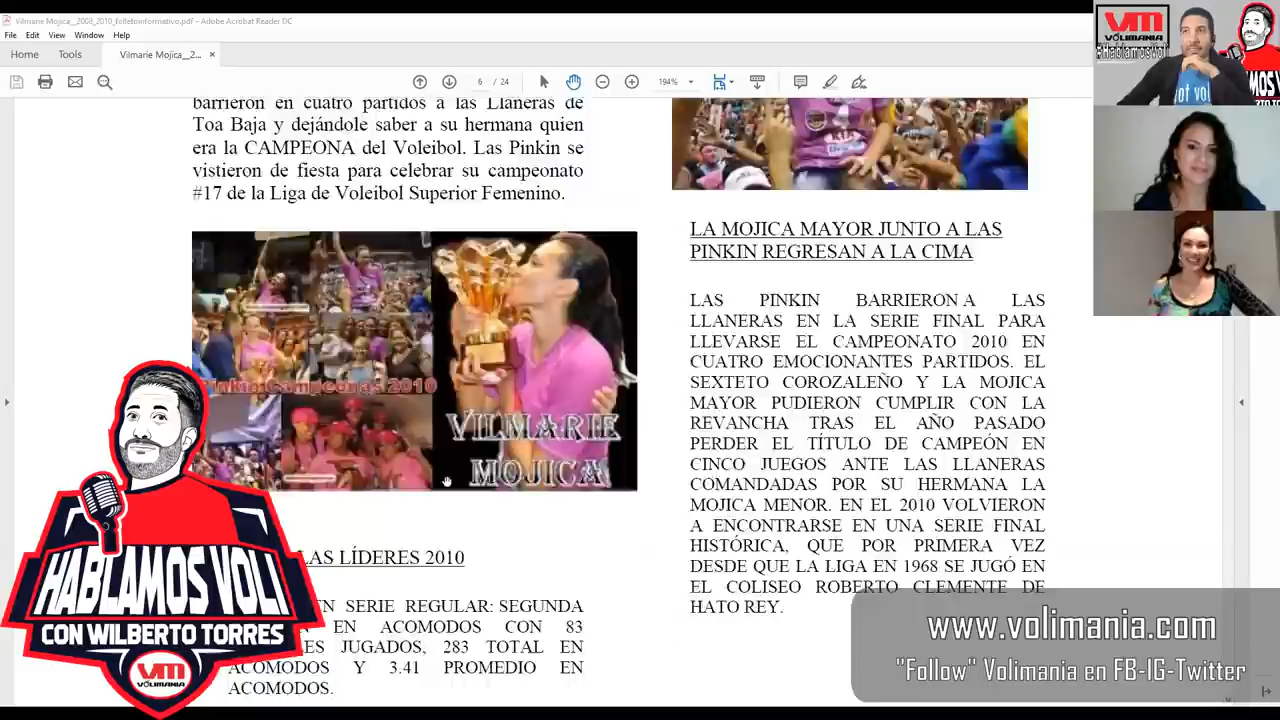 Vilmarie Mojica__2008_2010_folletoinformativo.pdf - Adobe Acrobat Reader DC
File Edit View Window Help
Home Tools Vilmarie Mojica__2... ×
6 / 24 194%
barrieron en cuatro partidos a las Llaneras de
Toa Baja y dejándole saber a su hermana quien
era la CAMPEONA del Voleibol. Las Pinkin se
vistieron de fiesta para celebrar su campeonato
#17 de la Liga de Voleibol Superior Femenino.
Pinkin Campeonas 2010
VILMARIE
MOJICA
LAS LÍDERES 2010
SERIE REGULAR: SEGUNDA
EN ACOMODOS CON 83
JUGADOS, 283 TOTAL EN
ACOMODOS Y 3.41 PROMEDIO EN
ACOMODOS.
LA MOJICA MAYOR JUNTO A LAS
PINKIN REGRESAN A LA CIMA
LAS PINKIN BARRIERON A LAS
LLANERAS EN LA SERIE FINAL PARA
LLEVARSE EL CAMPEONATO 2010 EN
CUATRO EMOCIONANTES PARTIDOS. EL
SEXTETO COROZALEÑO Y LA MOJICA
MAYOR PUDIERON CUMPLIR CON LA
REVANCHA TRAS EL AÑO PASADO
PERDER EL TÍTULO DE CAMPEÓN EN
CINCO JUEGOS ANTE LAS LLANERAS
COMANDADAS POR SU HERMANA LA
MOJICA MENOR. EN EL 2010 VOLVIERON
A ENCONTRARSE EN UNA SERIE FINAL
HISTÓRICA, QUE POR PRIMERA VEZ
DESDE QUE LA LIGA EN 1968 SE JUGÓ EN
EL COLISEO ROBERTO CLEMENTE DE
HATO REY.
VM
VOLIMANIA
#HablamosVoli
HABLAMOS VOLI
CON WILBERTO TORRES
VM
VOLIMANIA
www.volimania.com
"Follow" Volimania en FB-IG-Twitter